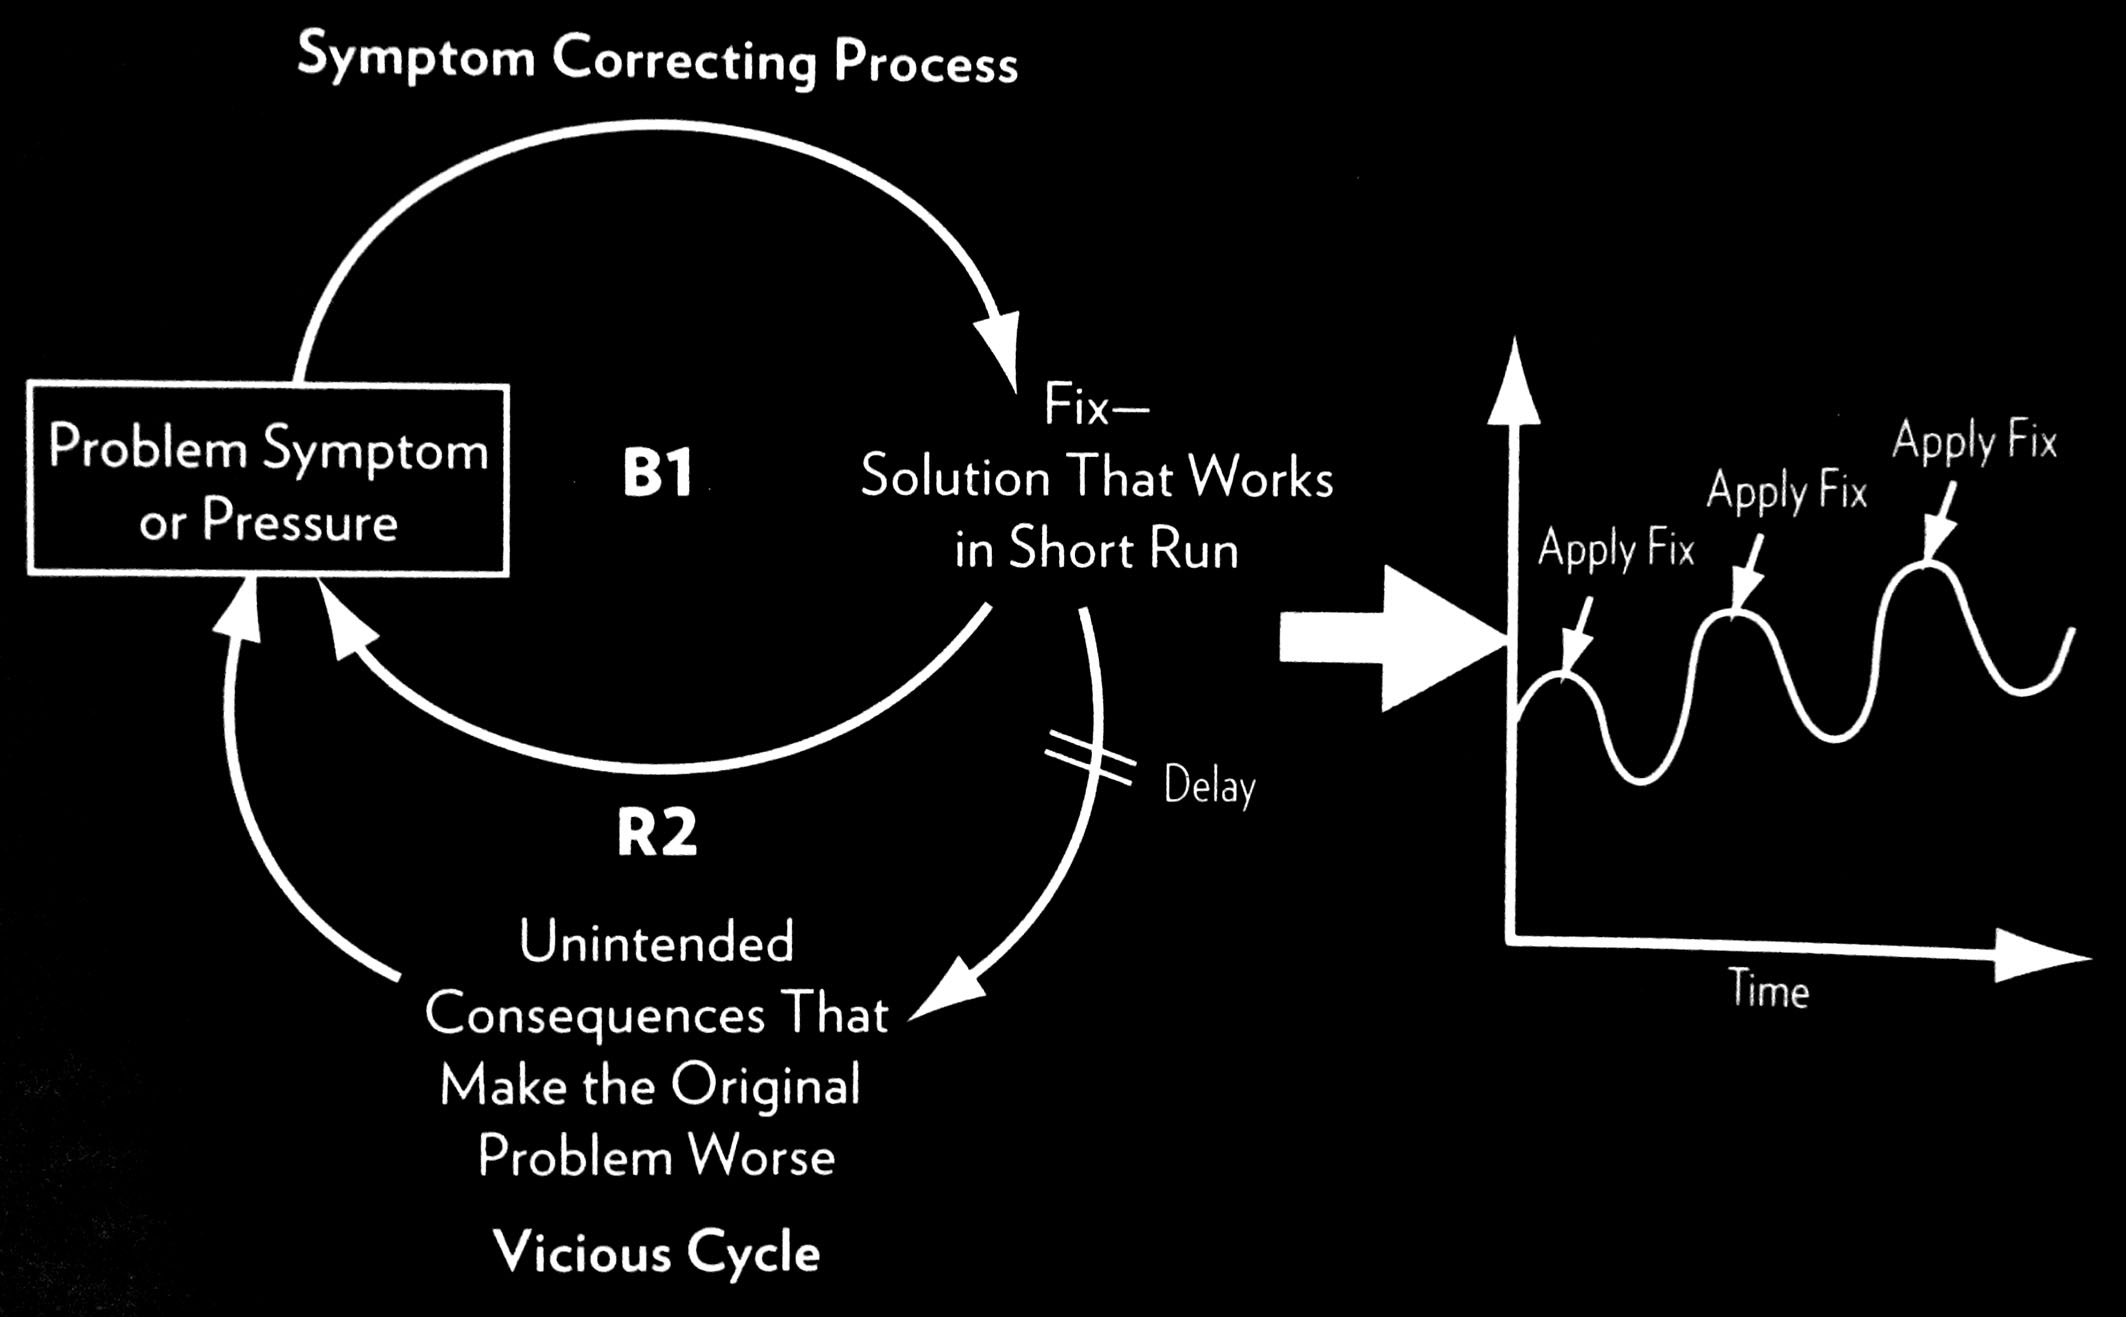 Symptom Correcting Process
Problem Symptom
or Pressure
B1
Fix—
Solution That Works
in Short Run
R2
Delay
Unintended
Consequences That
Make the Original
Problem Worse
Vicious Cycle
Apply Fix
Apply Fix
Apply Fix
Time